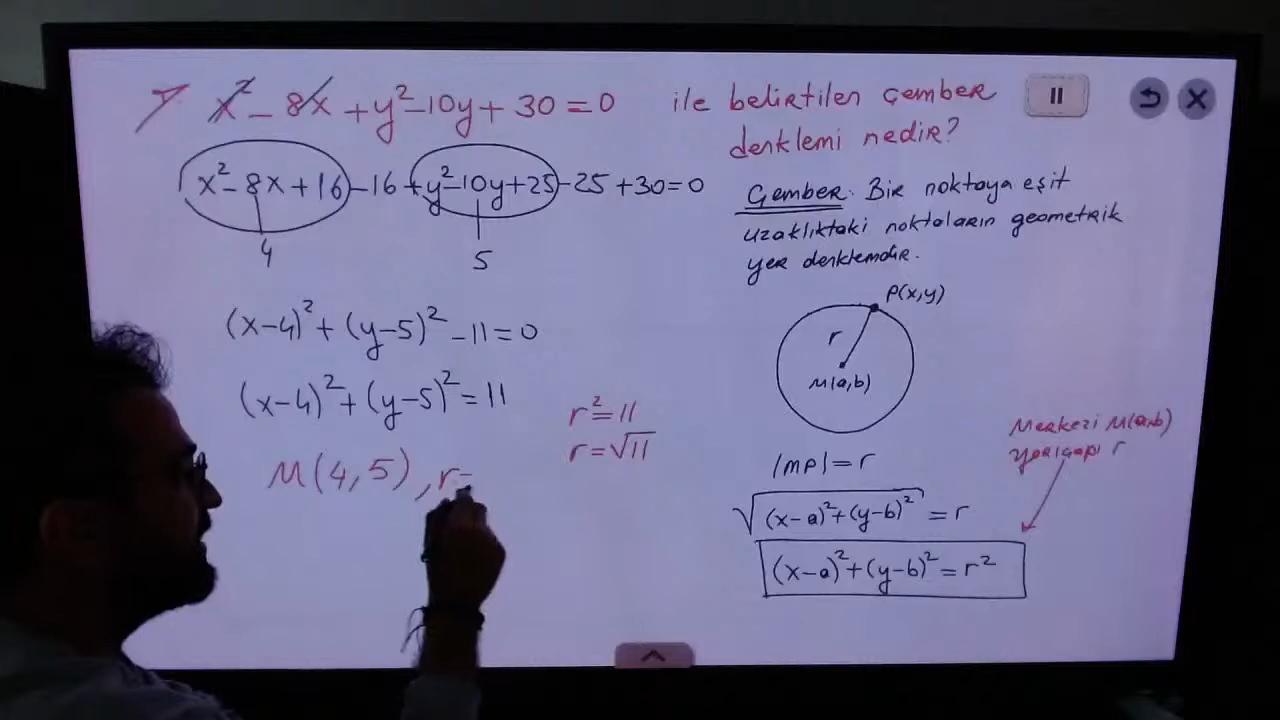 7 x² - 8x + y² - 10y + 30 = 0 ile belirtilen çember
denklemi nedir?
x² - 8x + 16 - 16 + y² - 10y + 25 - 25 + 30 = 0
4
5
(x-4)² + (y-5)² - 11 = 0
(x-4)² + (y-5)² = 11
r² = 11
r = √11
M(4,5), r=
Çember: Bir noktaya eşit
uzaklıktaki noktaların geometrik
yer denklemdir.
P(x,y)
r
M(a,b)
|MP| = r
√(x-a)² + (y-b)² = r
(x-a)² + (y-b)² = r²
Merkezi M(a,b)
yarıçapı r